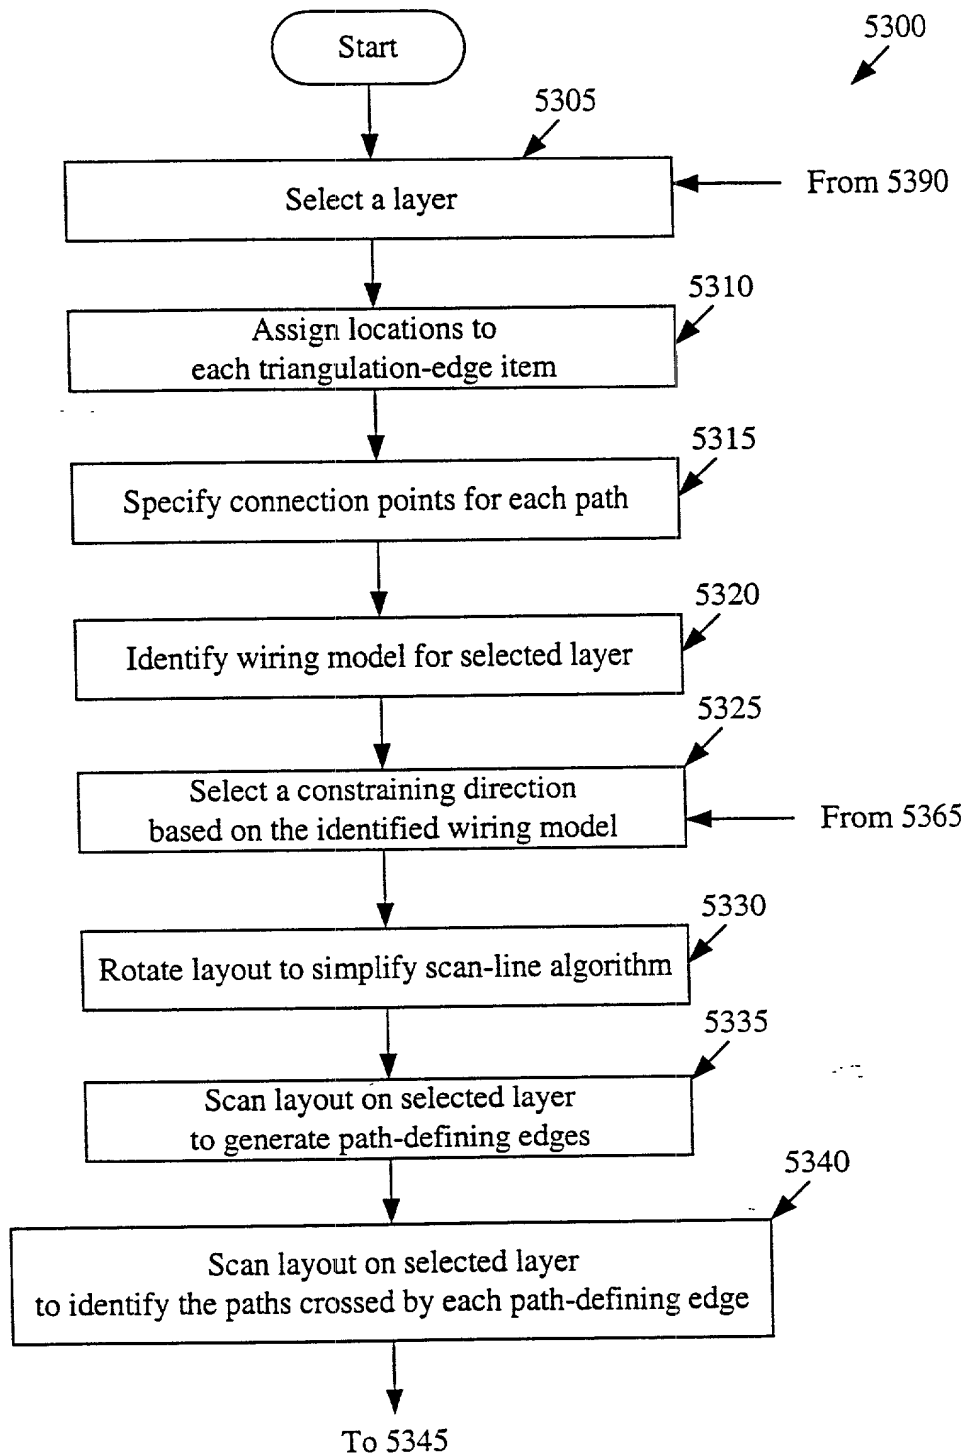 5300
Start
5305
Select a layer
From 5390
5310
Assign locations to
each triangulation-edge item
5315
Specify connection points for each path
5320
Identify wiring model for selected layer
5325
Select a constraining direction
based on the identified wiring model
From 5365
5330
Rotate layout to simplify scan-line algorithm
5335
Scan layout on selected layer
to generate path-defining edges
5340
Scan layout on selected layer
to identify the paths crossed by each path-defining edge
To 5345